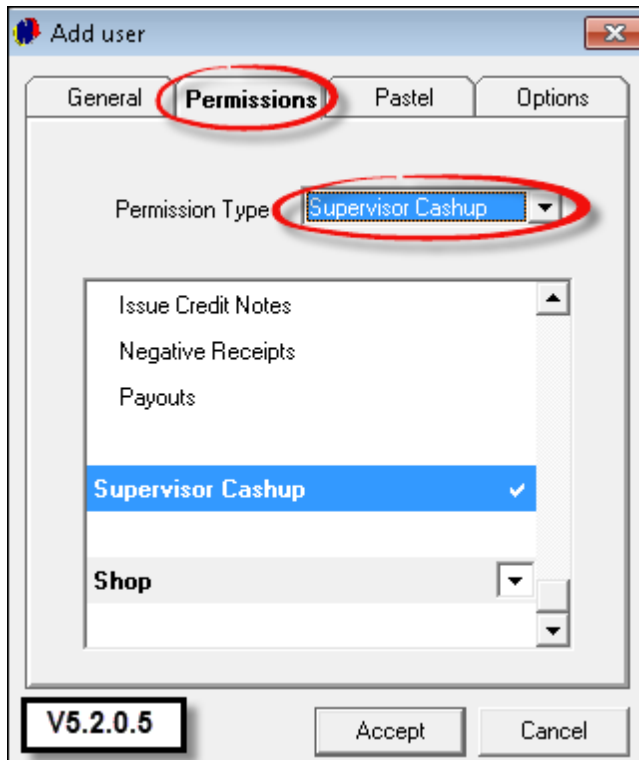 Add user
General Permissions Pastel Options
Permission Type Supervisor Cashup
Issue Credit Notes
Negative Receipts
Payouts
Supervisor Cashup
Shop
V5.2.0.5 Accept Cancel